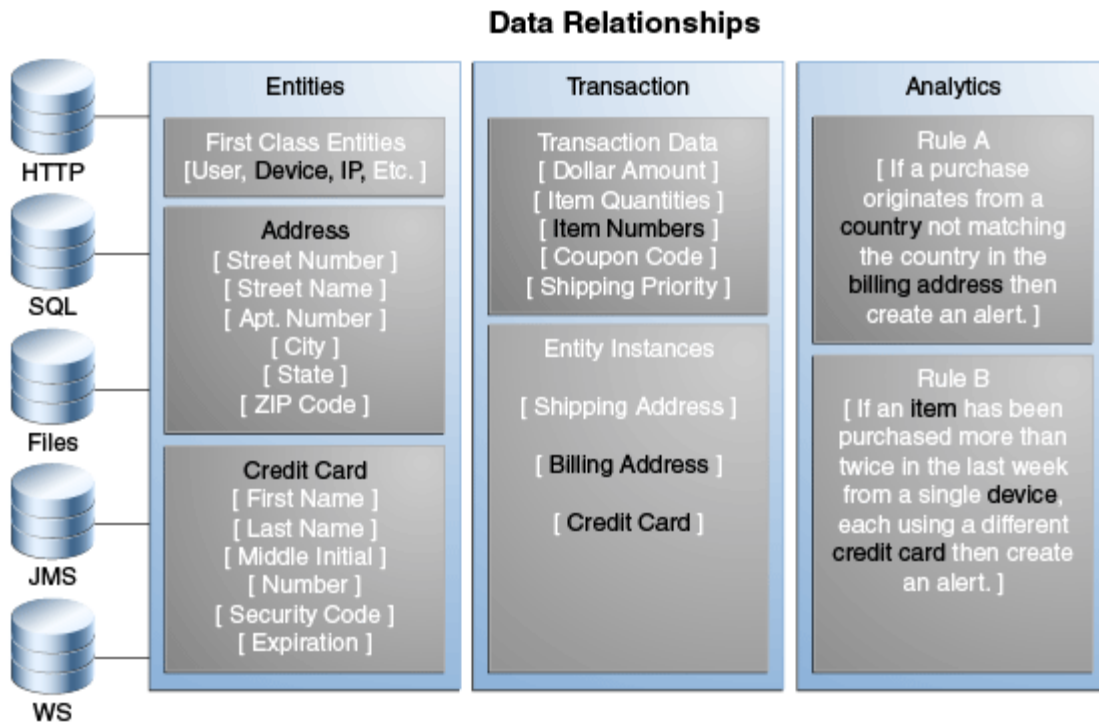 Data Relationships
HTTP
SQL
Files
JMS
WS
Entities
First Class Entities
[User, Device, IP, Etc. ]
Address
[ Street Number ]
[ Street Name ]
[ Apt. Number ]
[ City ]
[ State ]
[ ZIP Code ]
Credit Card
[ First Name ]
[ Last Name ]
[ Middle Initial ]
[ Number ]
[ Security Code ]
[ Expiration ]
Transaction
Transaction Data
[ Dollar Amount ]
[ Item Quantities ]
[ Item Numbers ]
[ Coupon Code ]
[ Shipping Priority ]
Entity Instances
[ Shipping Address ]
[ Billing Address ]
[ Credit Card ]
Analytics
Rule A
[ If a purchase
originates from a
country not matching
the country in the
billing address then
create an alert. ]
Rule B
[ If an item has been
purchased more than
twice in the last week
from a single device,
each using a different
credit card then create
an alert. ]